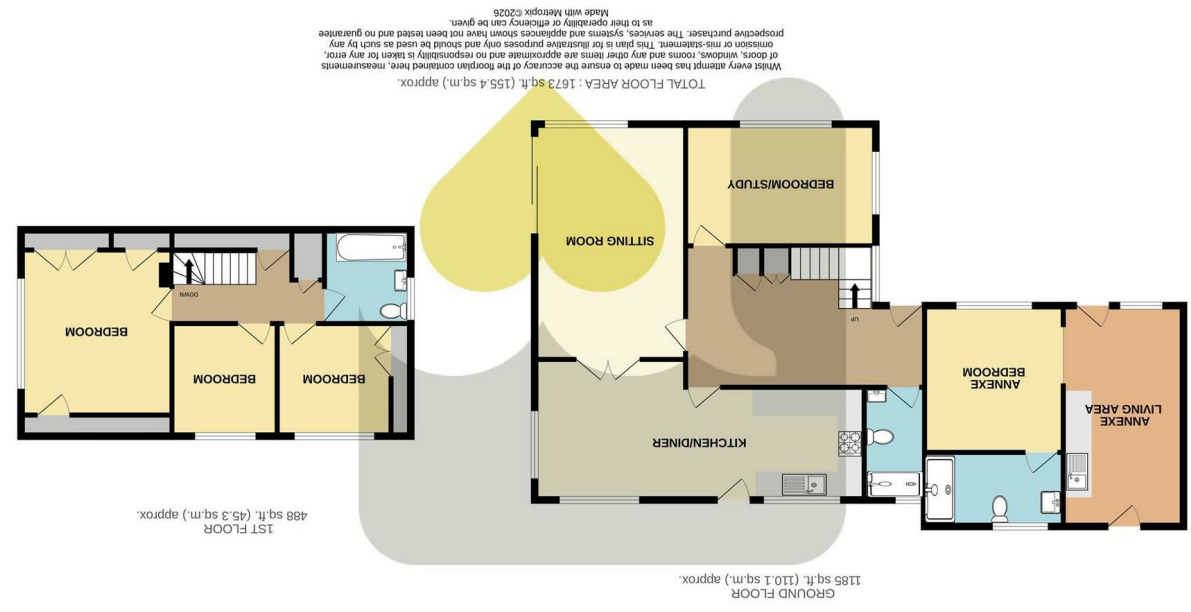 GROUND FLOOR
1185 sq.ft. (110.1 sq.m.) approx.
1ST FLOOR
488 sq.ft. (45.3 sq.m.) approx.
ANNEXE
LIVING AREA
ANNEXE
BEDROOM
KITCHEN/DINER
UP
SITTING ROOM
BEDROOM/STUDY
BEDROOM
BEDROOM
BEDROOM
DOWN
TOTAL FLOOR AREA : 1673 sq.ft. (155.4 sq.m.) approx.
Whilst every attempt has been made to ensure the accuracy of the floorplan contained here, measurements
of doors, windows, rooms and any other items are approximate and no responsibility is taken for any error,
omission or mis-statement. This plan is for illustrative purposes only and should be used as such by any
prospective purchaser. The services, systems and appliances shown have not been tested and no guarantee
as to their operability or efficiency can be given.
Made with Metropix ©2026